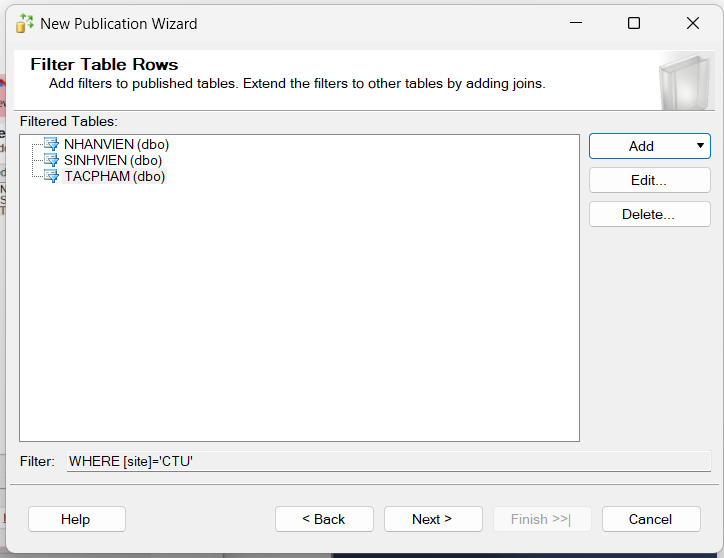 New Publication Wizard
Filter Table Rows
Add filters to published tables. Extend the filters to other tables by adding joins.
Filtered Tables:
NHANVIEN (dbo)
SINHVIEN (dbo)
TACPHAM (dbo)
Add
Edit...
Delete...
Filter: WHERE [site]='CTU'
Help
< Back
Next >
Finish >>|
Cancel